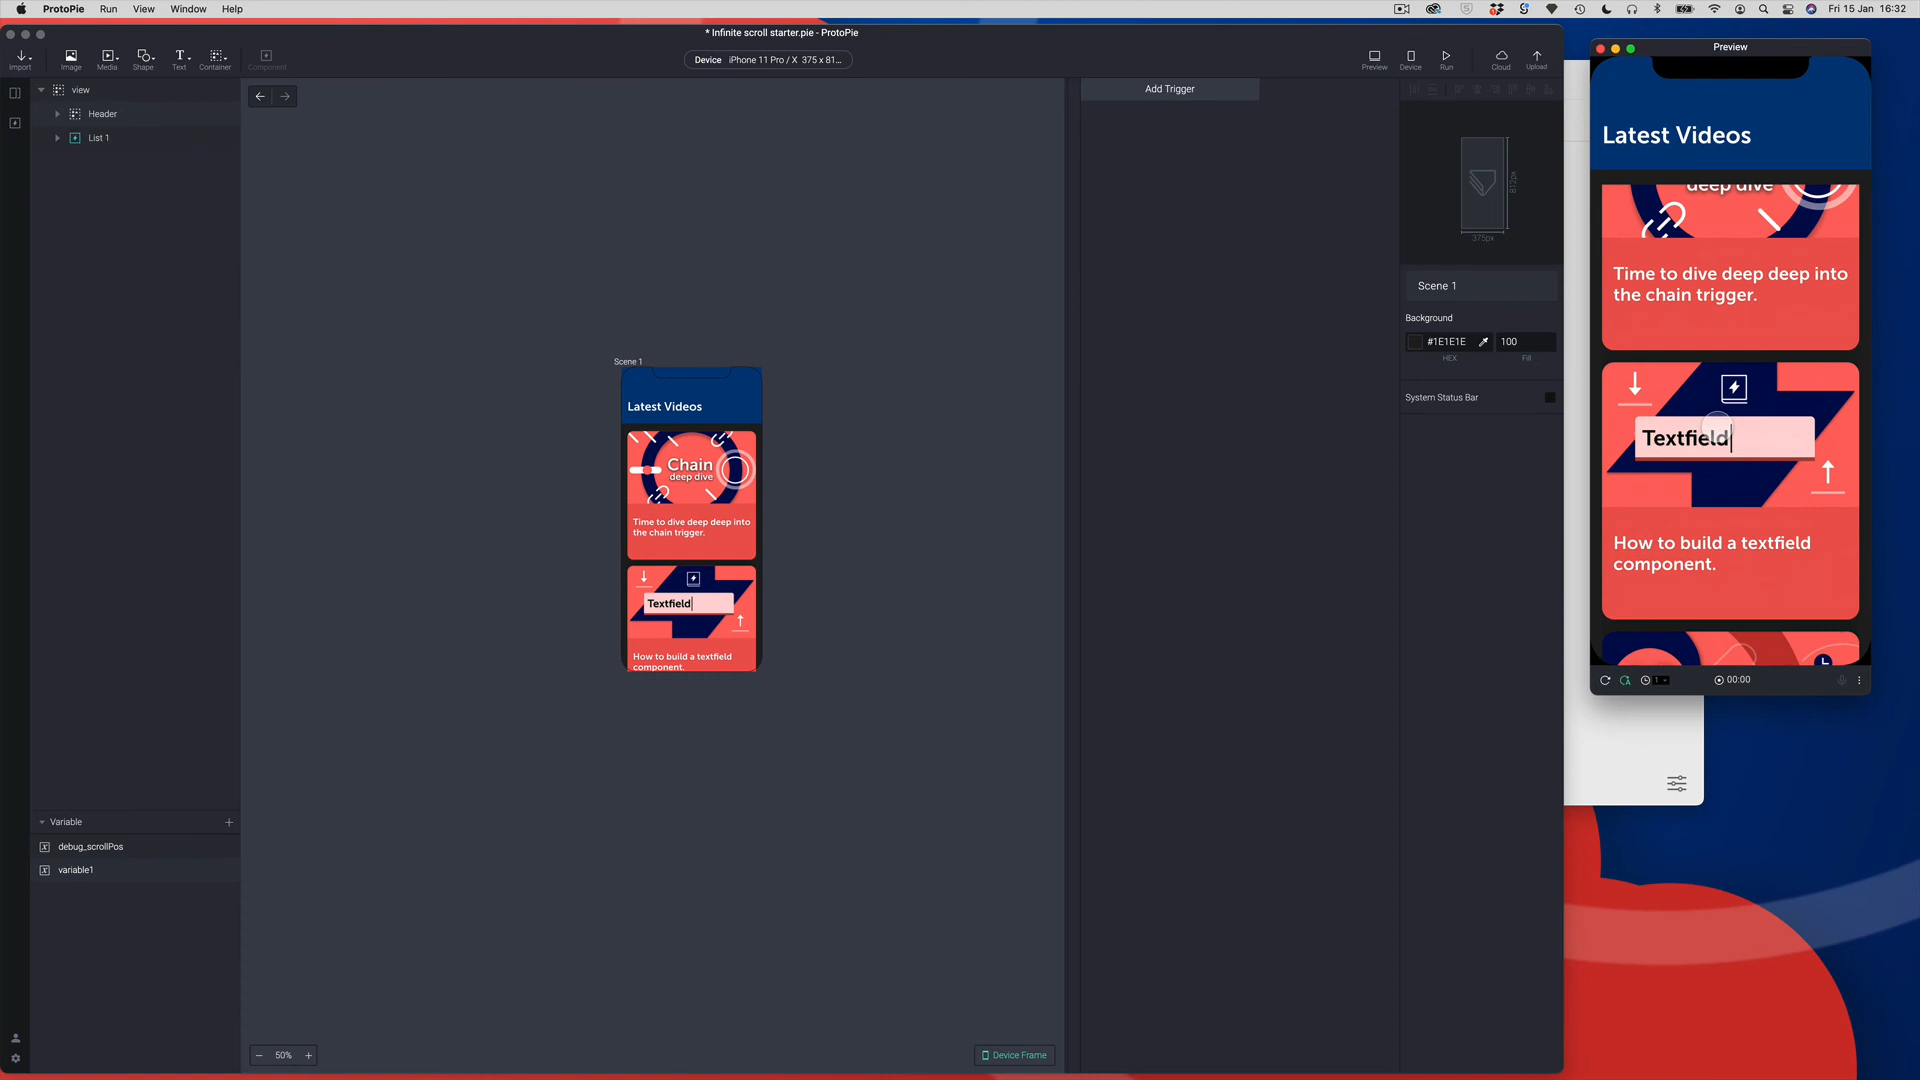 ProtoPie Run View Window Help
Fri 15 Jan 16:32
* Infinite scroll starter.pie - ProtoPie
Import
Image
Media
Shape
Text
Container
Component
Device iPhone 11 Pro / X 375 x 81...
Preview
Device
Run
Cloud
Upload
view
Header
List 1
Variable
debug_scrollPos
variable1
Scene 1
Latest Videos
Chain
deep dive
Time to dive deep deep into
the chain trigger.
Textfield
How to build a textfield
component.
50%
Device Frame
Add Trigger
812px
375px
Scene 1
Background
#1E1E1E
100
HEX
Fill
System Status Bar
Preview
Latest Videos
deep dive
Time to dive deep deep into
the chain trigger.
Textfield
How to build a textfield
component.
1
00:00